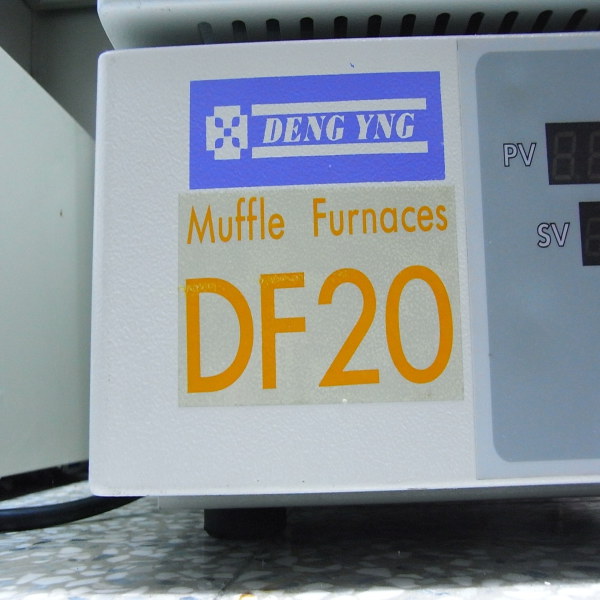 DENG YNG
Muffle Furnaces
DF20
PV
SV